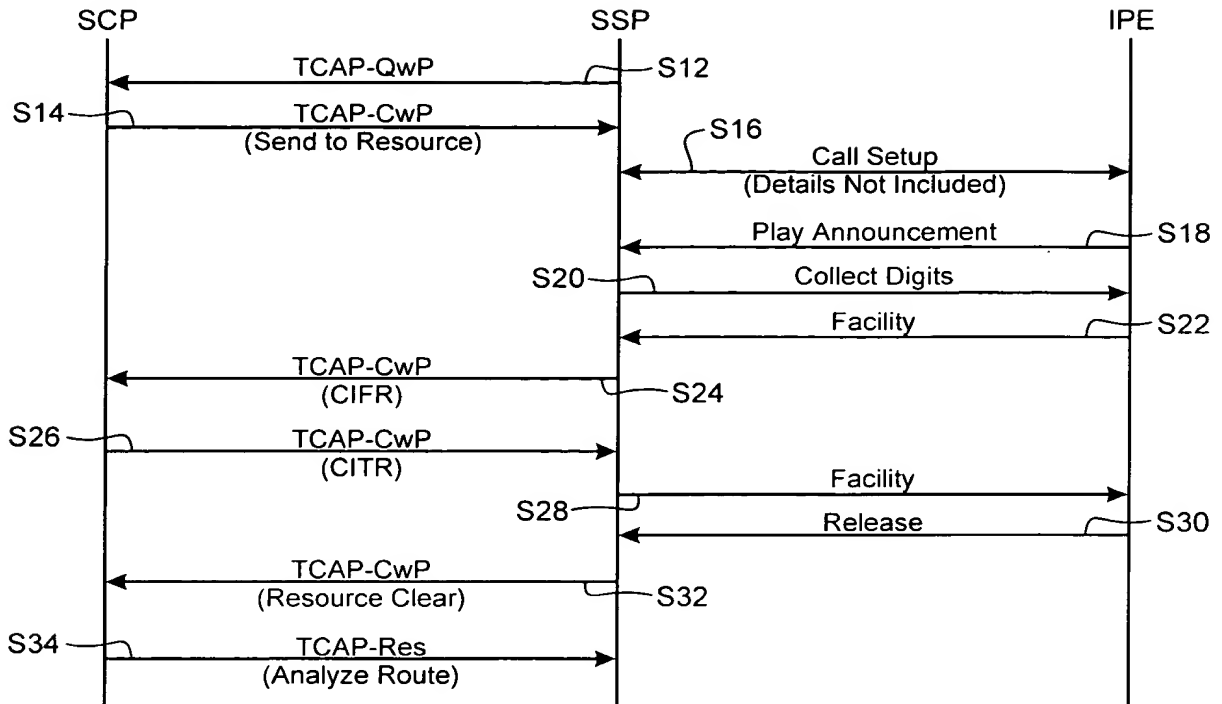 SCP SSP IPE
TCAP-QwP S12
S14 TCAP-CwP
(Send to Resource)
S16
Call Setup
(Details Not Included)
Play Announcement S18
S20 Collect Digits
Facility S22
TCAP-CwP
(CIFR) S24
S26 TCAP-CwP
(CITR)
Facility
S28
Release S30
TCAP-CwP
(Resource Clear) S32
S34 TCAP-Res
(Analyze Route)